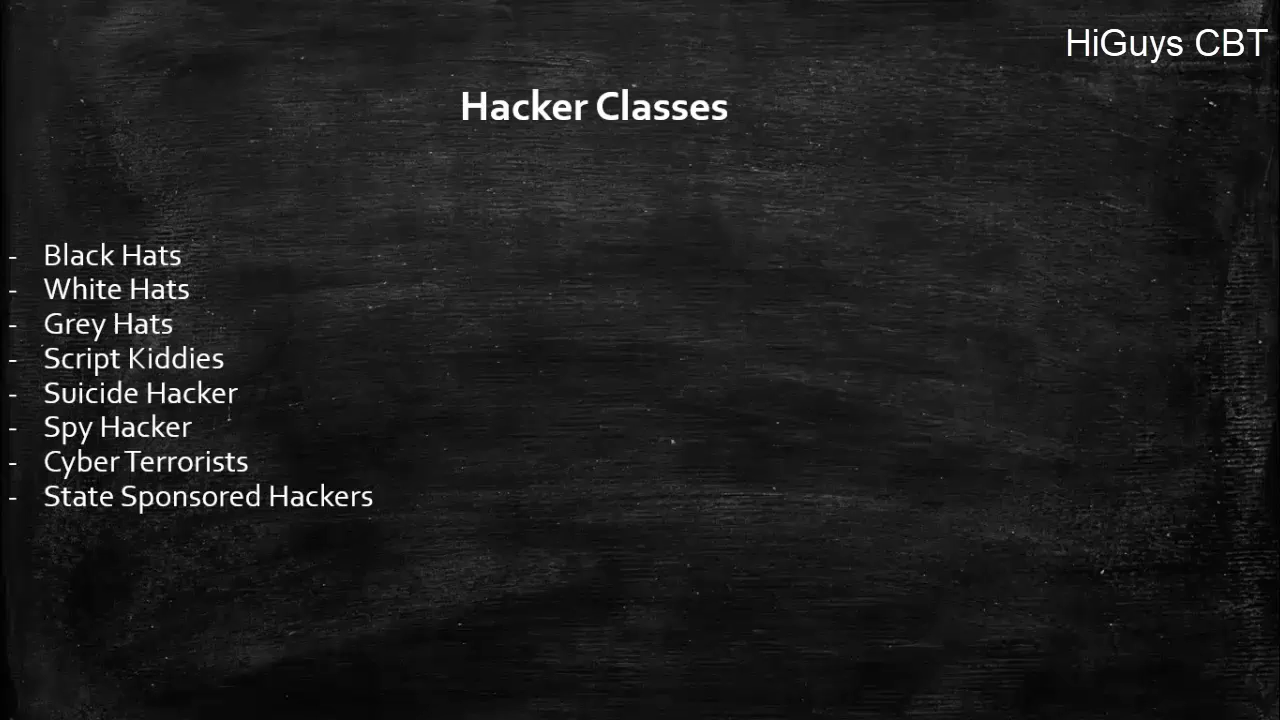 HiGuys CBT
Hacker Classes
- Black Hats
- White Hats
- Grey Hats
- Script Kiddies
- Suicide Hacker
- Spy Hacker
- Cyber Terrorists
- State Sponsored Hackers